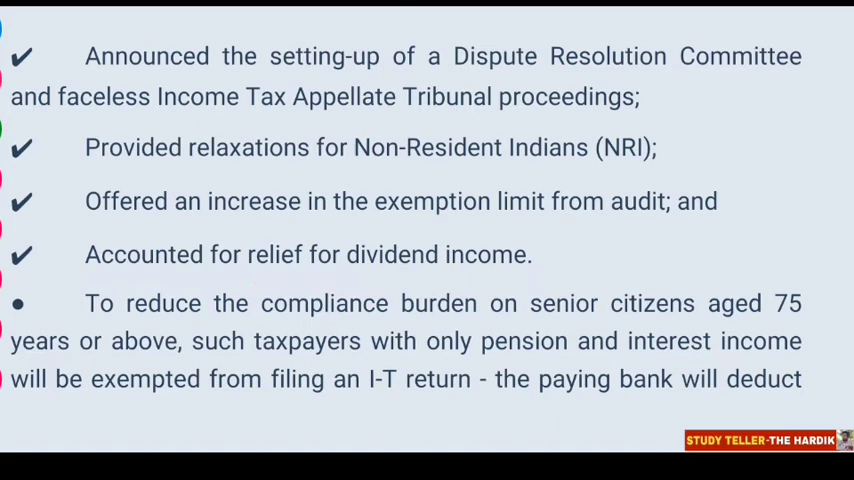 ✔ Announced the setting-up of a Dispute Resolution Committee
and faceless Income Tax Appellate Tribunal proceedings;
✔ Provided relaxations for Non-Resident Indians (NRI);
✔ Offered an increase in the exemption limit from audit; and
✔ Accounted for relief for dividend income.
● To reduce the compliance burden on senior citizens aged 75
years or above, such taxpayers with only pension and interest income
will be exempted from filing an I-T return - the paying bank will deduct
STUDY TELLER-THE HARDIK